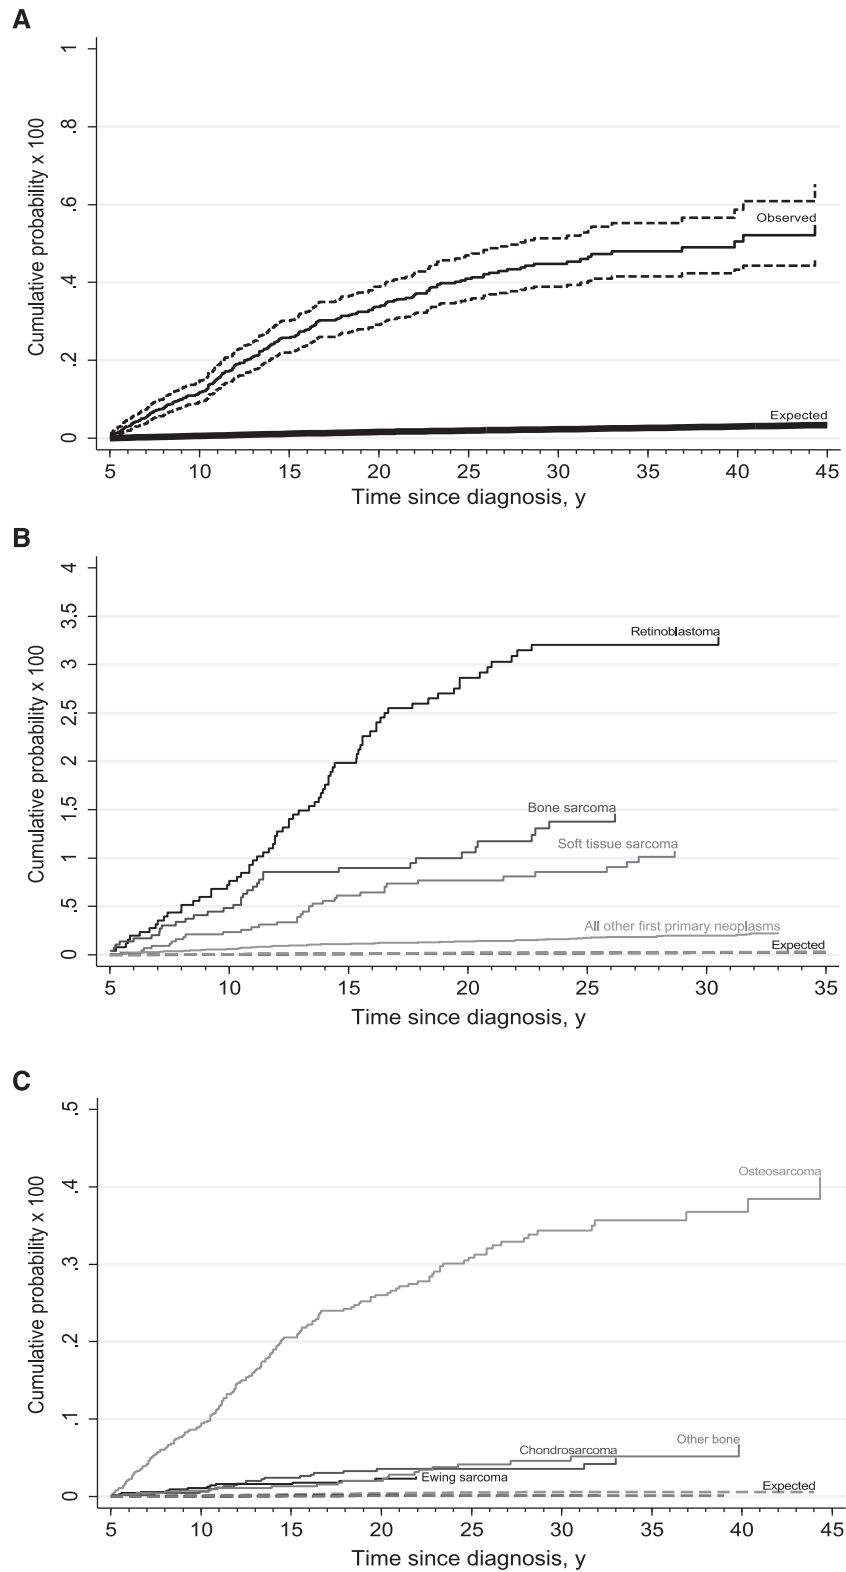 A
Cumulative probability x 100
1
.8
.6
.4
.2
0
Observed
Expected
5 10 15 20 25 30 35 40 45
Time since diagnosis, y
B
Cumulative probability x 100
4
3.5
3
2.5
2
1.5
1
.5
0
Retinoblastoma
Bone sarcoma
Soft tissue sarcoma
All other first primary neoplasms
Expected
5 10 15 20 25 30 35
Time since diagnosis, y
C
Cumulative probability x 100
.5
.4
.3
.2
.1
0
Osteosarcoma
Other bone
Chondrosarcoma
Ewing sarcoma
Expected
5 10 15 20 25 30 35 40 45
Time since diagnosis, y